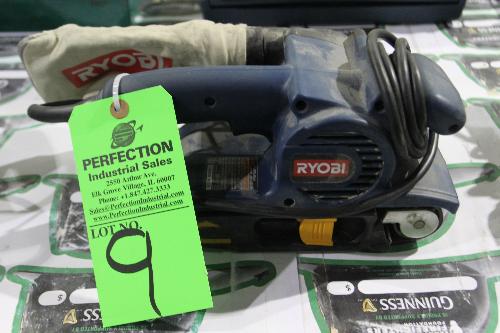 RYOBI
PERFECTION
Industrial Sales
2550 Arthur Ave
Elk Grove Village, IL 60007
Phone: +1.847.427.3333
Sales@PerfectionIndustrial.com
www.PerfectionIndustrial.com
LOT NO.
9
RYOBI
GUINNESS
GUINNESS